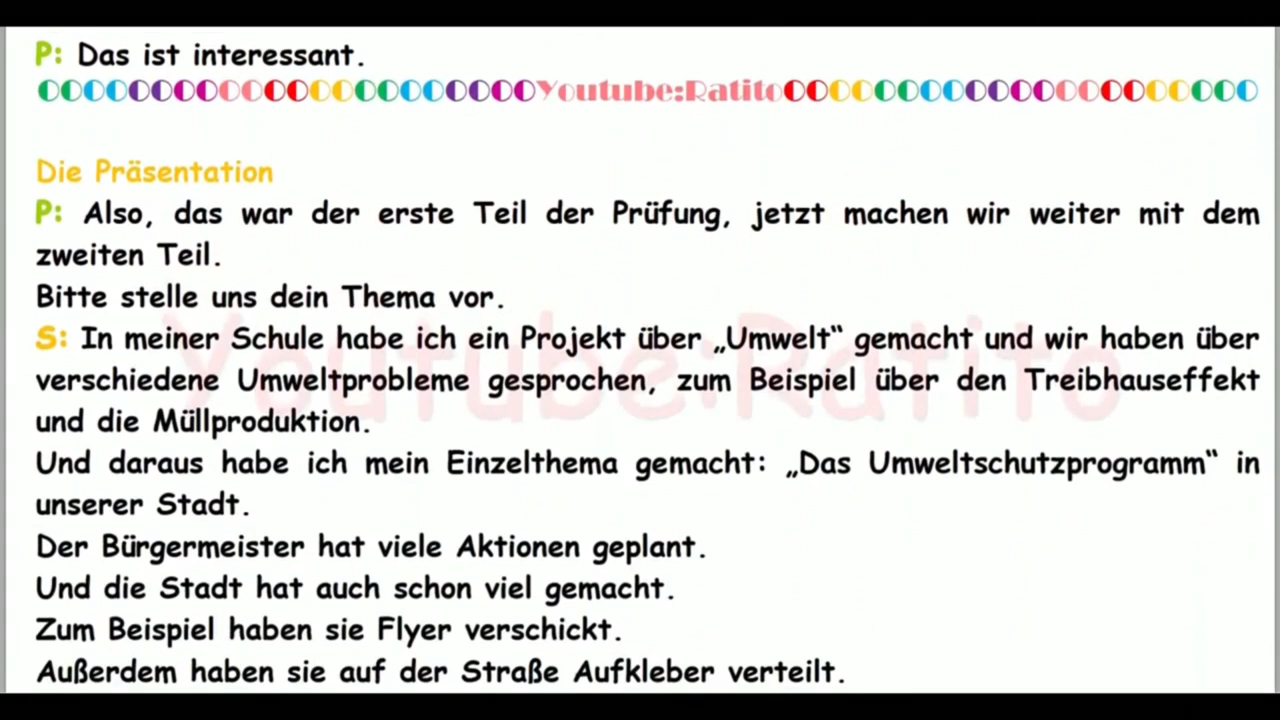 P: Das ist interessant.
Youtube:Ratito
Die Präsentation
P: Also, das war der erste Teil der Prüfung, jetzt machen wir weiter mit dem
zweiten Teil.
Bitte stelle uns dein Thema vor.
S: In meiner Schule habe ich ein Projekt über „Umwelt“ gemacht und wir haben über
verschiedene Umweltprobleme gesprochen, zum Beispiel über den Treibhauseffekt
und die Müllproduktion.
Und daraus habe ich mein Einzelthema gemacht: „Das Umweltschutzprogramm“ in
unserer Stadt.
Der Bürgermeister hat viele Aktionen geplant.
Und die Stadt hat auch schon viel gemacht.
Zum Beispiel haben sie Flyer verschickt.
Außerdem haben sie auf der Straße Aufkleber verteilt.
Youtube:Ratito